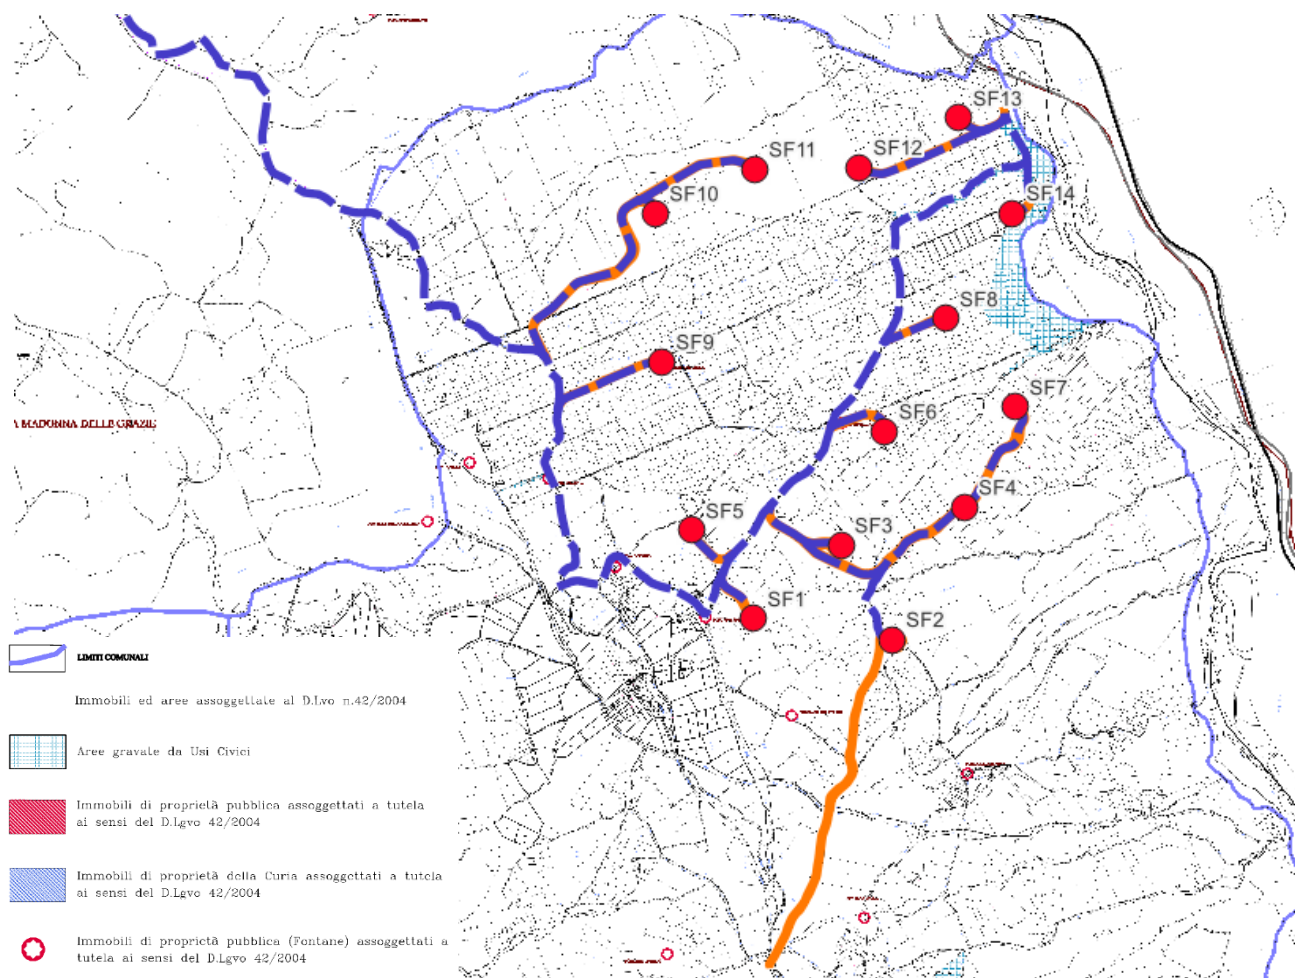 SF13
SF12
SF11
SF10
SF14
SF8
SF9
SF7
A MADONNA DELLE GRAZIE
SF6
SF4
SF5
SF3
SF1
SF2
LIMITI COMUNALI
Immobili ed aree assoggettate al D.Lvo n.42/2004
Aree gravate da Usi Civici
Immobili di proprietà pubblica assoggettati a tutela
ai sensi del D.Lgvo 42/2004
Immobili di proprietà della Curia assoggettati a tutela
ai sensi del D.Lgvo 42/2004
Immobili di proprietà pubblica (Fontane) assoggettati a
tutela ai sensi del D.Lgvo 42/2004